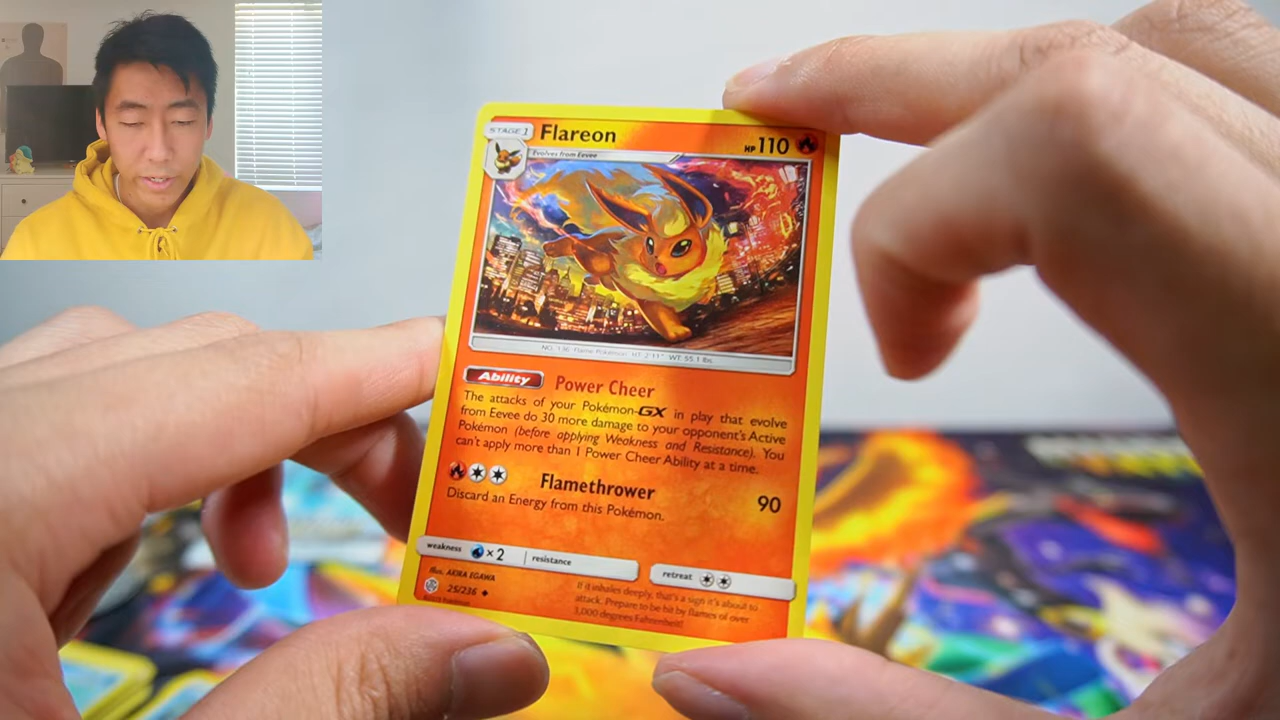 STAGE 1
Flareon
HP 110
Evolves from Eevee
NO. 136 Flame Pokémon HT: 2'11" WT: 55.1 lbs.
Ability Power Cheer
The attacks of your Pokémon-GX in play that evolve
from Eevee do 30 more damage to your opponent's Active
Pokémon (before applying Weakness and Resistance). You
can't apply more than 1 Power Cheer Ability at a time.
Flamethrower 90
Discard an Energy from this Pokémon.
weakness ×2 resistance
retreat
Illus. AKIRA EGAWA
25/236
If it inhales deeply, that's a sign it's about to
attack. Prepare to be hit by flames of over
3,000 degrees Fahrenheit!